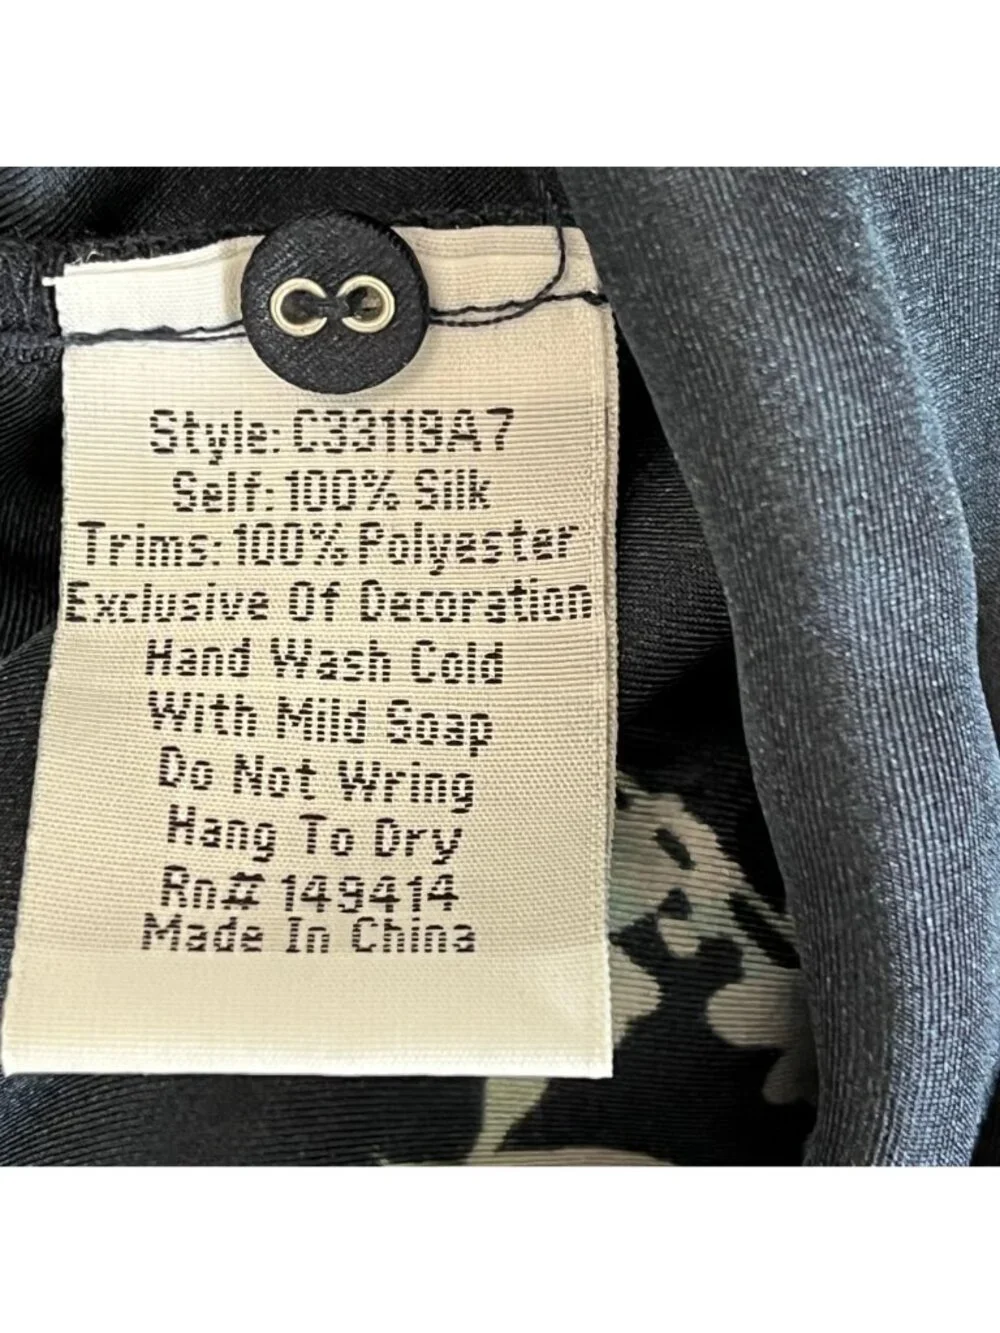 Style: C33119A7
Self: 100% Silk
Trims: 100% Polyester
Exclusive Of Decoration
Hand Wash Cold
With Mild Soap
Do Not Wring
Hang To Dry
Rn# 149414
Made In China